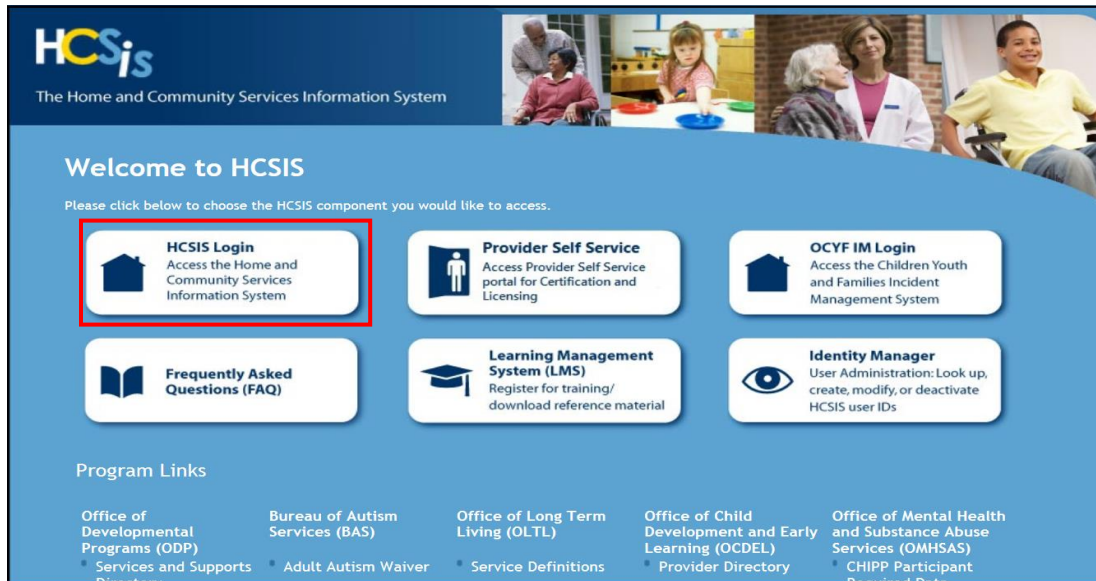 HCSis
The Home and Community Services Information System
Welcome to HCSIS
Please click below to choose the HCSIS component you would like to access.
HCSIS Login
Access the Home and
Community Services
Information System
Provider Self Service
Access Provider Self Service
portal for Certification and
Licensing
OCYF IM Login
Access the Children Youth
and Families Incident
Management System
Frequently Asked
Questions (FAQ)
Learning Management
System (LMS)
Register for training/
download reference material
Identity Manager
User Administration: Look up,
create, modify, or deactivate
HCSIS user IDs
Program Links
Office of
Developmental
Programs (ODP)
Services and Supports
Directory
Bureau of Autism
Services (BAS)
Adult Autism Waiver
Office of Long Term
Living (OLTL)
Service Definitions
Office of Child
Development and Early
Learning (OCDEL)
Provider Directory
Office of Mental Health
and Substance Abuse
Services (OMHSAS)
CHIPP Participant
Required Data